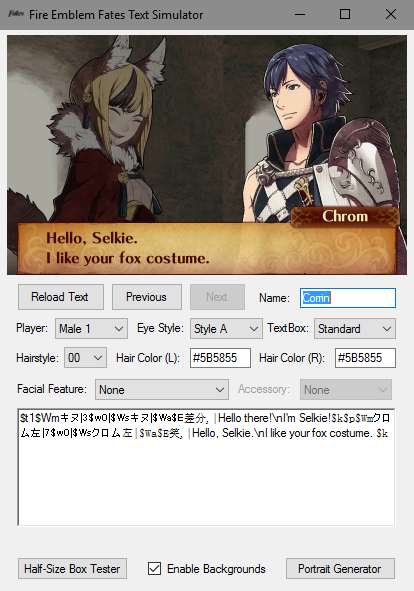 Fates
Fire Emblem Fates Text Simulator
Chrom
Hello, Selkie.
I like your fox costume.
Reload Text
Previous
Next
Name:
Corrin
Player:
Male 1
Eye Style:
Style A
TextBox:
Standard
Hairstyle:
00
Hair Color (L):
#5B5855
Hair Color (R):
#5B5855
Facial Feature:
None
Accessory:
None
$t1$Wmキヌ|3$w0|$Wsキヌ|$Wa$E差分, |Hello there!\nI'm Selkie!$k$p$Wmクロ
ム左|7$w0|$Wsクロム左|$Wa$E笑, |Hello, Selkie.\nI like your fox costume. $k
Half-Size Box Tester
Enable Backgrounds
Portrait Generator